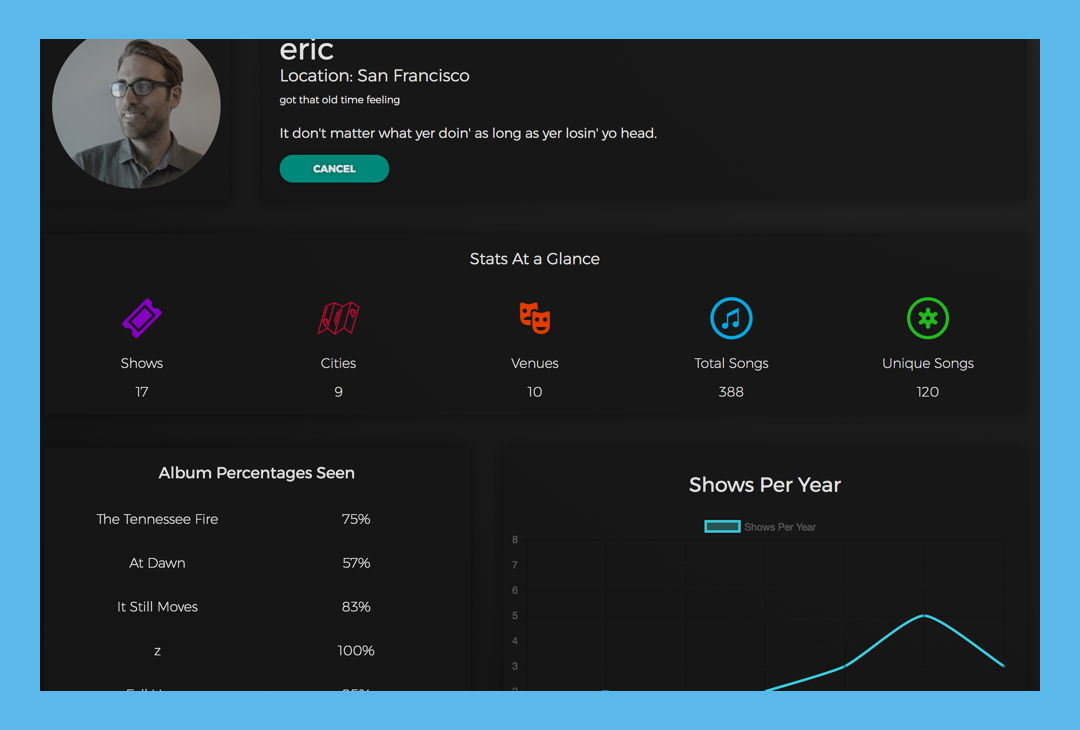 eric
Location: San Francisco
got that old time feeling
It don't matter what yer doin' as long as yer losin' yo head.
CANCEL
Stats At a Glance
Shows
Cities
Venues
Total Songs
Unique Songs
17
9
10
388
120
Album Percentages Seen
The Tennessee Fire 75%
At Dawn 57%
It Still Moves 83%
z 100%
Shows Per Year
Shows Per Year
8
7
6
5
4
3